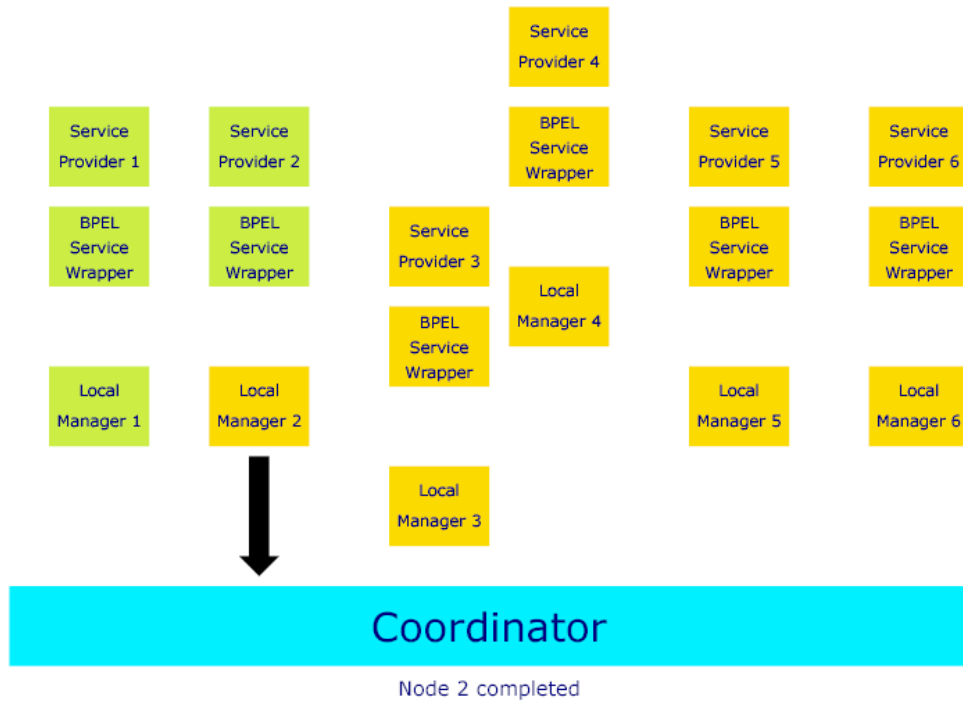 Service
Provider 4
Service
Provider 1
Service
Provider 2
BPEL
Service
Wrapper
Service
Provider 5
Service
Provider 6
BPEL
Service
Wrapper
BPEL
Service
Wrapper
Service
Provider 3
BPEL
Service
Wrapper
BPEL
Service
Wrapper
Local
Manager 4
BPEL
Service
Wrapper
Local
Manager 1
Local
Manager 2
Local
Manager 5
Local
Manager 6
Local
Manager 3
Coordinator
Node 2 completed